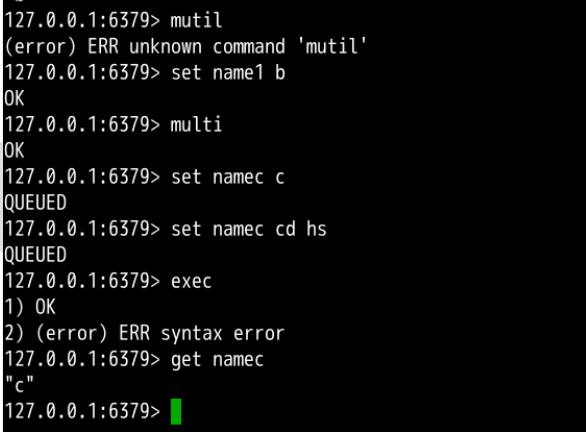 127.0.0.1:6379> mutil
(error) ERR unknown command 'mutil'
127.0.0.1:6379> set name1 b
OK
127.0.0.1:6379> multi
OK
127.0.0.1:6379> set namec c
QUEUED
127.0.0.1:6379> set namec cd hs
QUEUED
127.0.0.1:6379> exec
1) OK
2) (error) ERR syntax error
127.0.0.1:6379> get namec
"c"
127.0.0.1:6379>